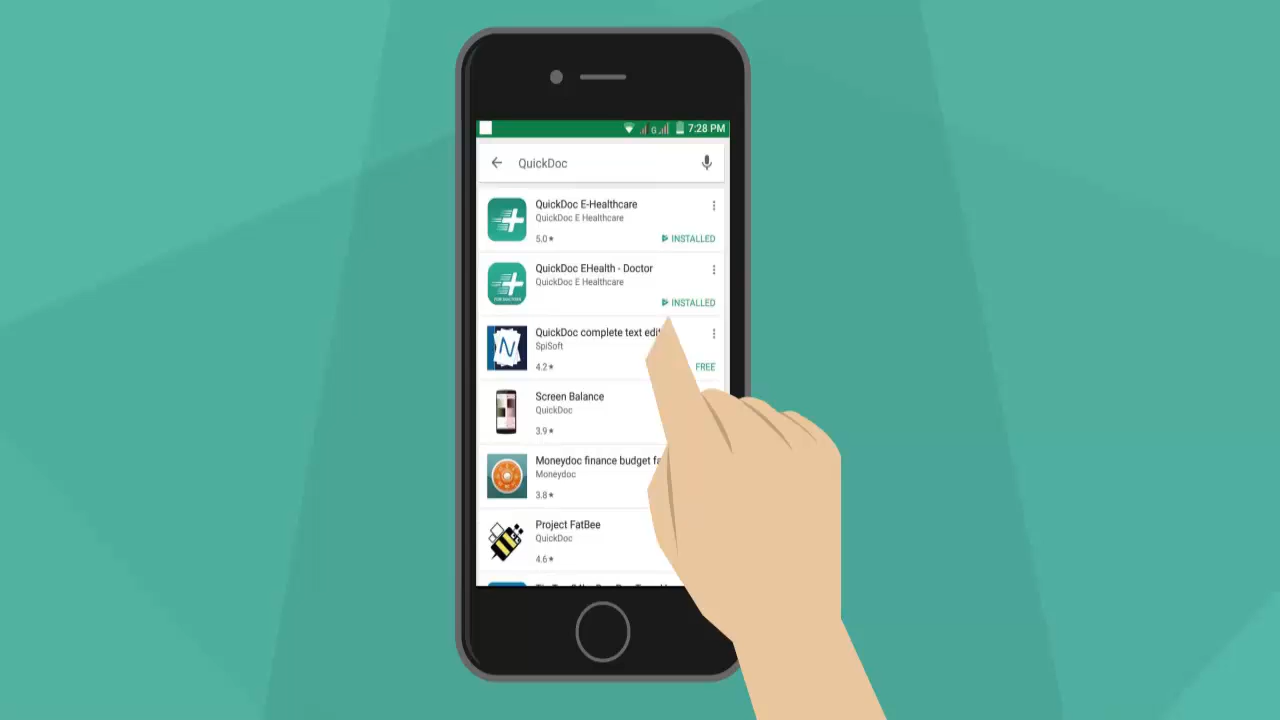 7:28 PM
QuickDoc
QuickDoc E-Healthcare
QuickDoc E Healthcare
5.0★
INSTALLED
QuickDoc EHealth - Doctor
QuickDoc E Healthcare
INSTALLED
QuickDoc complete text edit
SpiSoft
4.2★
FREE
Screen Balance
QuickDoc
3.9★
Moneydoc finance budget fa
Moneydoc
3.8★
Project FatBee
QuickDoc
4.6★